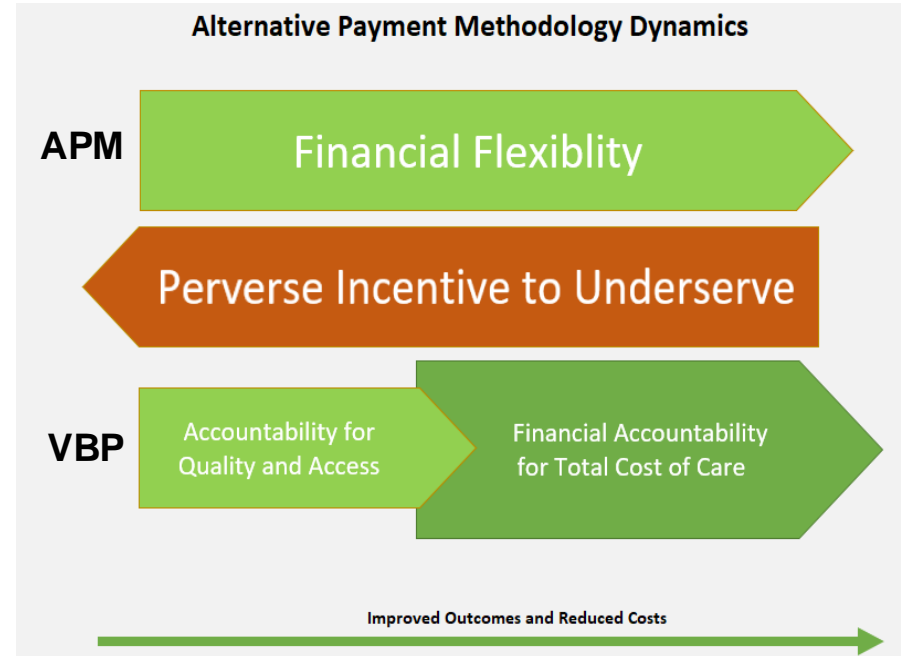 Alternative Payment Methodology Dynamics
APM
Financial Flexiblity
Perverse Incentive to Underserve
VBP
Accountability for
Quality and Access
Financial Accountability
for Total Cost of Care
Improved Outcomes and Reduced Costs